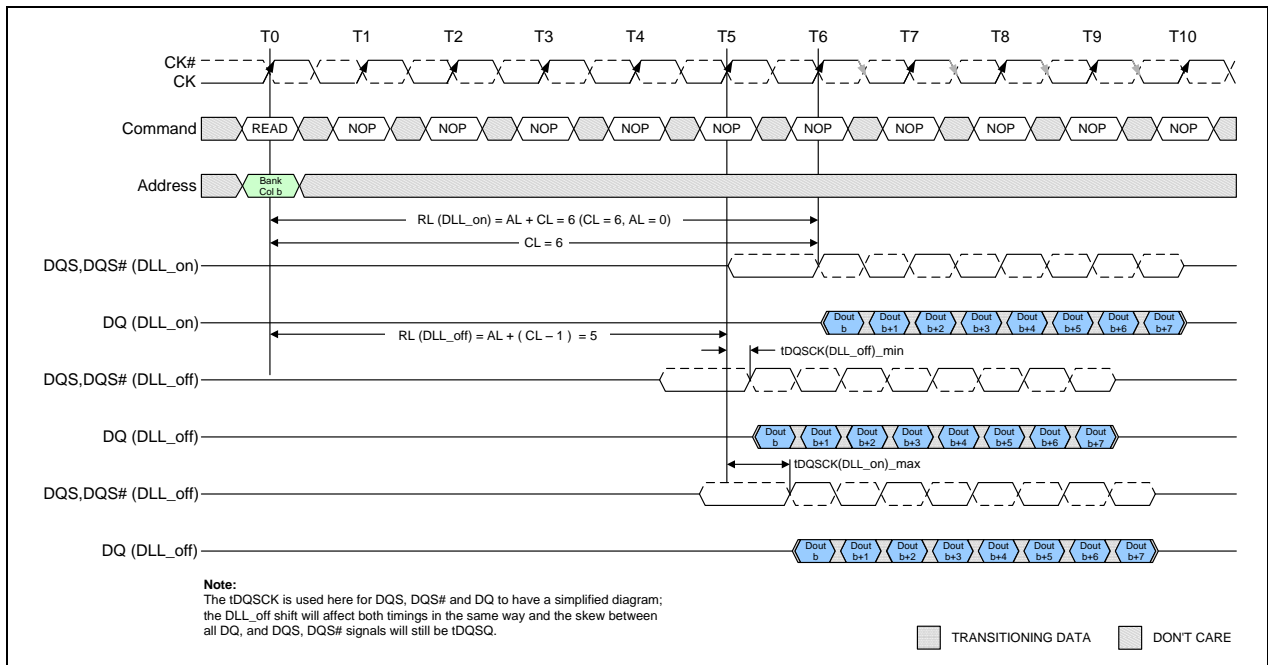 T0 T1 T2 T3 T4 T5 T6 T7 T8 T9 T10
CK#
CK
Command READ NOP NOP NOP NOP NOP NOP NOP NOP NOP NOP
Address Bank
Col b
RL (DLL_on) = AL + CL = 6 (CL = 6, AL = 0)
CL = 6
DQS,DQS# (DLL_on)
DQ (DLL_on) Dout Dout Dout Dout Dout Dout Dout Dout
b b+1 b+2 b+3 b+4 b+5 b+6 b+7
RL (DLL_off) = AL + ( CL – 1 ) = 5
tDQSCK(DLL_off)_min
DQS,DQS# (DLL_off)
DQ (DLL_off) Dout Dout Dout Dout Dout Dout Dout Dout
b b+1 b+2 b+3 b+4 b+5 b+6 b+7
tDQSCK(DLL_on)_max
DQS,DQS# (DLL_off)
DQ (DLL_off) Dout Dout Dout Dout Dout Dout Dout Dout
b b+1 b+2 b+3 b+4 b+5 b+6 b+7
Note:
The tDQSCK is used here for DQS, DQS# and DQ to have a simplified diagram;
the DLL_off shift will affect both timings in the same way and the skew between
all DQ, and DQS, DQS# signals will still be tDQSQ.
TRANSITIONING DATA DON'T CARE